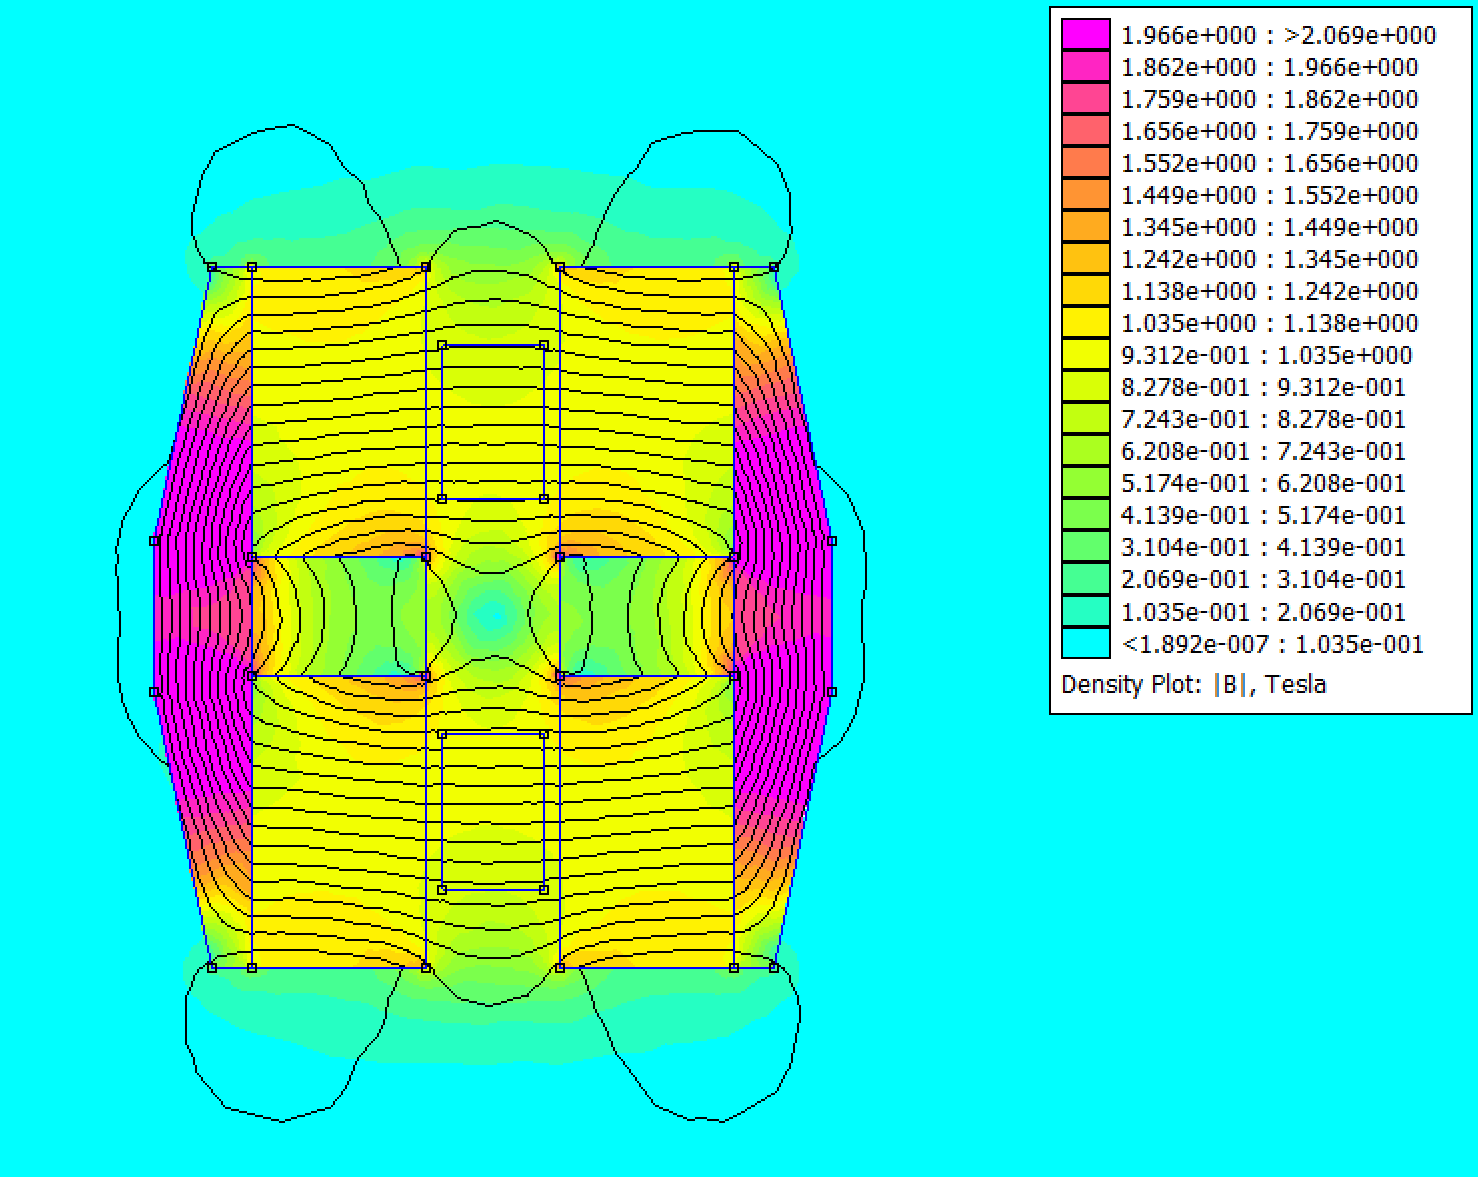 1.966e+000 : >2.069e+000
1.862e+000 : 1.966e+000
1.759e+000 : 1.862e+000
1.656e+000 : 1.759e+000
1.552e+000 : 1.656e+000
1.449e+000 : 1.552e+000
1.345e+000 : 1.449e+000
1.242e+000 : 1.345e+000
1.138e+000 : 1.242e+000
1.035e+000 : 1.138e+000
9.312e-001 : 1.035e+000
8.278e-001 : 9.312e-001
7.243e-001 : 8.278e-001
6.208e-001 : 7.243e-001
5.174e-001 : 6.208e-001
4.139e-001 : 5.174e-001
3.104e-001 : 4.139e-001
2.069e-001 : 3.104e-001
1.035e-001 : 2.069e-001
<1.892e-007 : 1.035e-001
Density Plot: |B|, Tesla